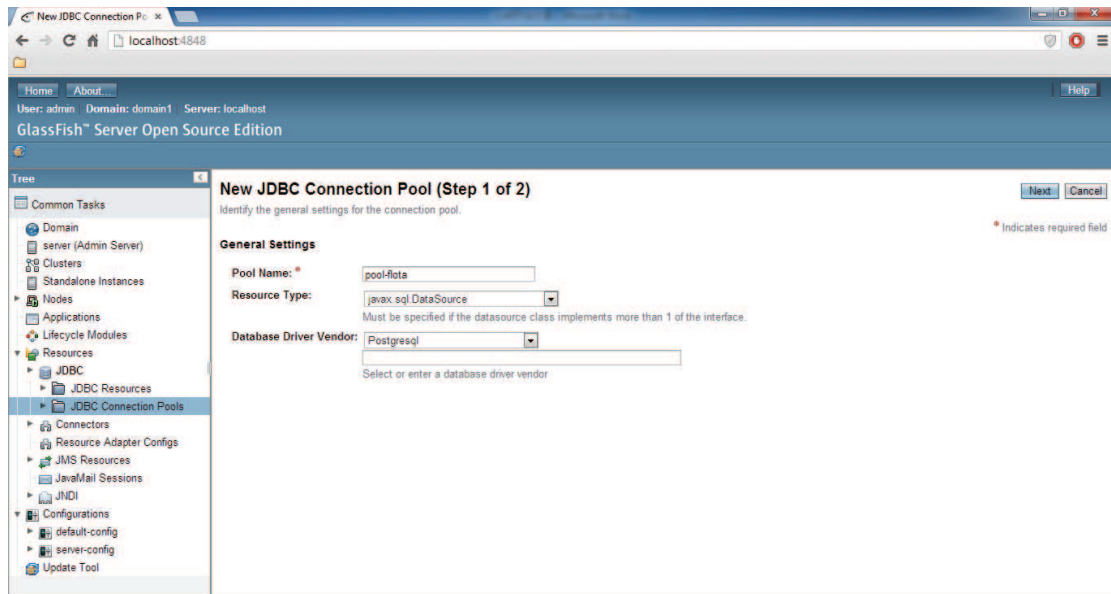 New JDBC Connection Po
localhost:4848
Home About...
Help
User: admin Domain: domain1 Server: localhost
GlassFish™ Server Open Source Edition
Tree
Common Tasks
Domain
server (Admin Server)
Clusters
Standalone Instances
Nodes
Applications
Lifecycle Modules
Resources
JDBC
JDBC Resources
JDBC Connection Pools
Connectors
Resource Adapter Configs
JMS Resources
JavaMail Sessions
JNDI
Configurations
default-config
server-config
Update Tool
New JDBC Connection Pool (Step 1 of 2)
Next Cancel
Identify the general settings for the connection pool.
* Indicates required field
General Settings
Pool Name: * pool-flota
Resource Type: javax.sql.DataSource
Must be specified if the datasource class implements more than 1 of the interface.
Database Driver Vendor: Postgresql
Select or enter a database driver vendor